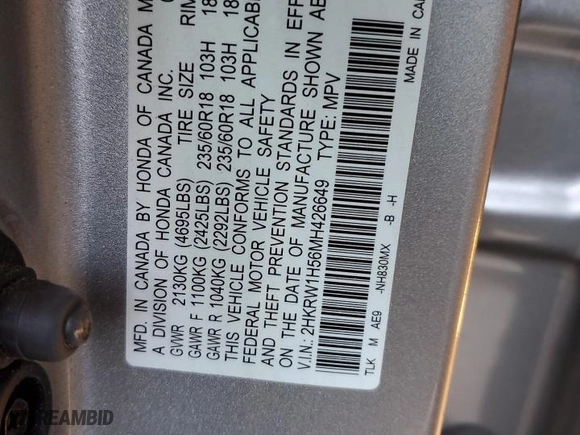 MFD. IN CANADA BY HONDA OF CANADA M
A DIVISION OF HONDA CANADA INC.
TIRE SIZE RIM
GVWR 2130KG (4695LBS)
GAWR F 1100KG (2425LBS) 235/60R18 103H 18
GAWR R 1040KG (2292LBS) 235/60R18 103H 18
THIS VEHICLE CONFORMS TO ALL APPLICABL
FEDERAL MOTOR VEHICLE SAFETY
AND THEFT PREVENTION STANDARDS IN EFF
ON THE DATE OF MANUFACTURE SHOWN AB
V.I.N.: 2HKRW1H56MH426649 TYPE: MPV
TLK M AE9 -NH830MX -B -H
MADE IN CA
XTREAMBID